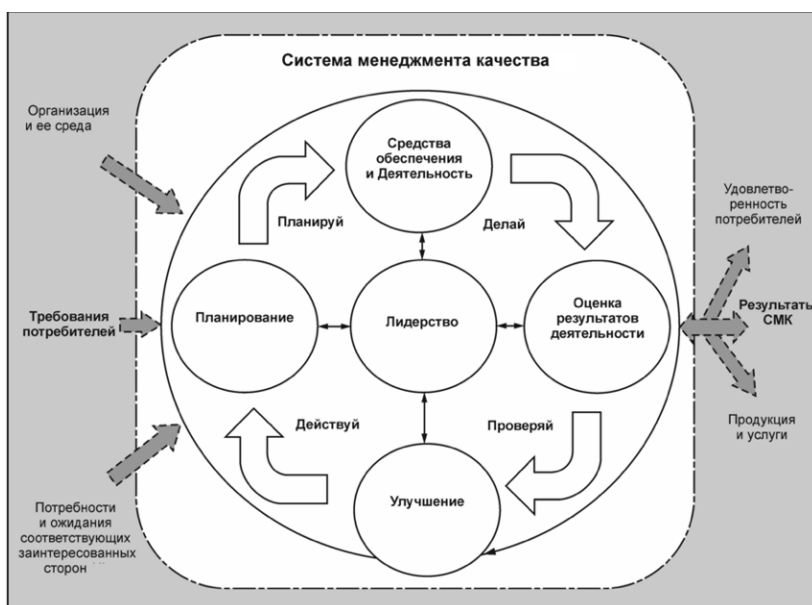 Система менеджмента качества
Организация
и ее среда
Средства
обеспечения
и Деятельность
Планируй
Делай
Удовлетво-
ренность
потребителей
Требования
потребителей
Планирование
Лидерство
Оценка
результатов
деятельности
Результаты
СМК
Действуй
Проверяй
Продукция
и услуги
Улучшение
Потребности
и ожидания
соответствующих
заинтересованных
сторон